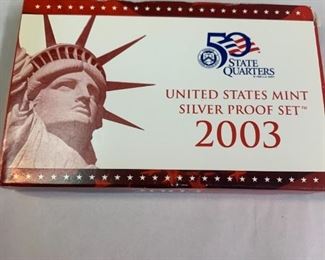 50
STATE
QUARTERS
UNITED STATES MINT
SILVER PROOF SET™
2003